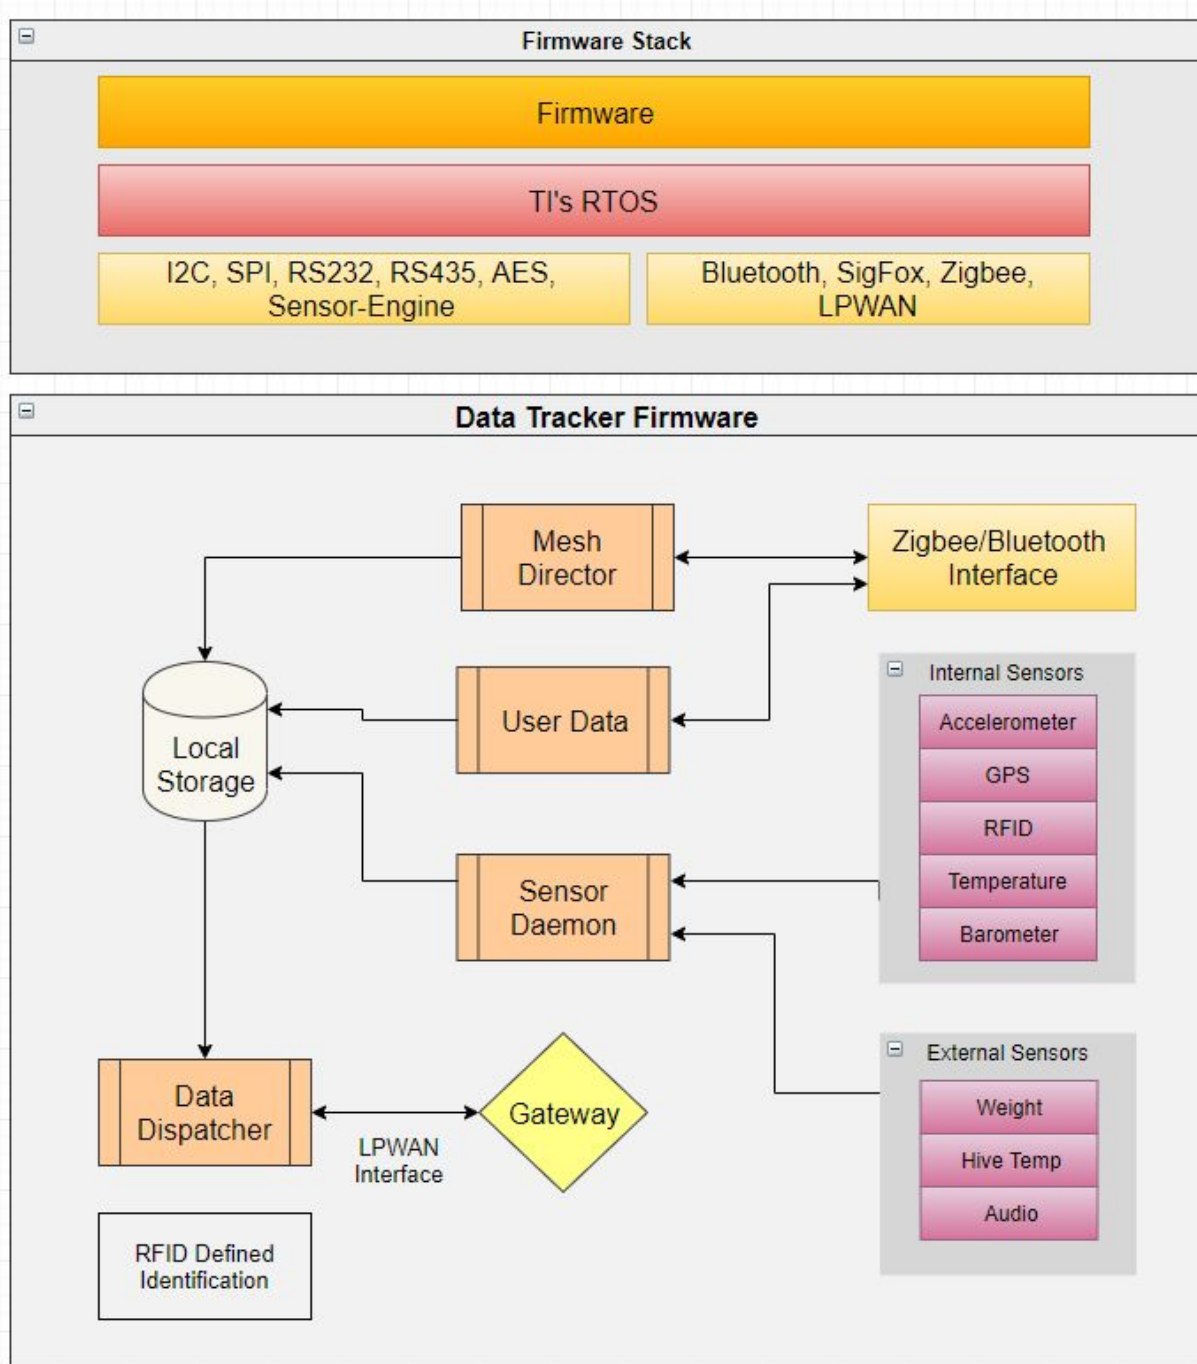 Firmware Stack
Firmware
TI's RTOS
I2C, SPI, RS232, RS435, AES,
Sensor-Engine
Bluetooth, SigFox, Zigbee,
LPWAN
Data Tracker Firmware
Mesh
Director
Zigbee/Bluetooth
Interface
User Data
Local
Storage
Internal Sensors
Accelerometer
GPS
RFID
Temperature
Barometer
Sensor
Daemon
External Sensors
Weight
Hive Temp
Audio
Data
Dispatcher
LPWAN
Interface
Gateway
RFID Defined
Identification